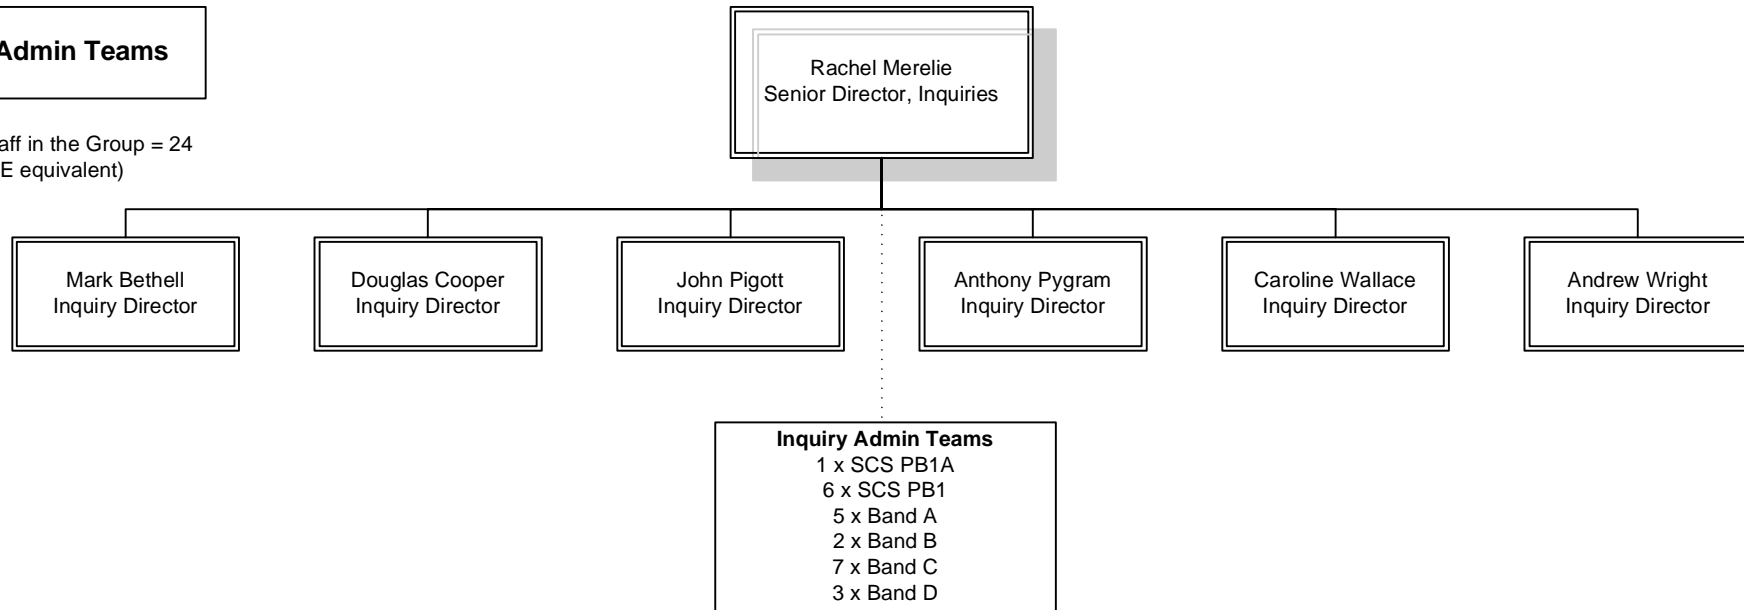 Admin Teams
Rachel Merelie
Senior Director, Inquiries
aff in the Group = 24
E equivalent)
Mark Bethell
Inquiry Director
Douglas Cooper
Inquiry Director
John Pigott
Inquiry Director
Anthony Pygram
Inquiry Director
Caroline Wallace
Inquiry Director
Andrew Wright
Inquiry Director
Inquiry Admin Teams
1 x SCS PB1A
6 x SCS PB1
5 x Band A
2 x Band B
7 x Band C
3 x Band D